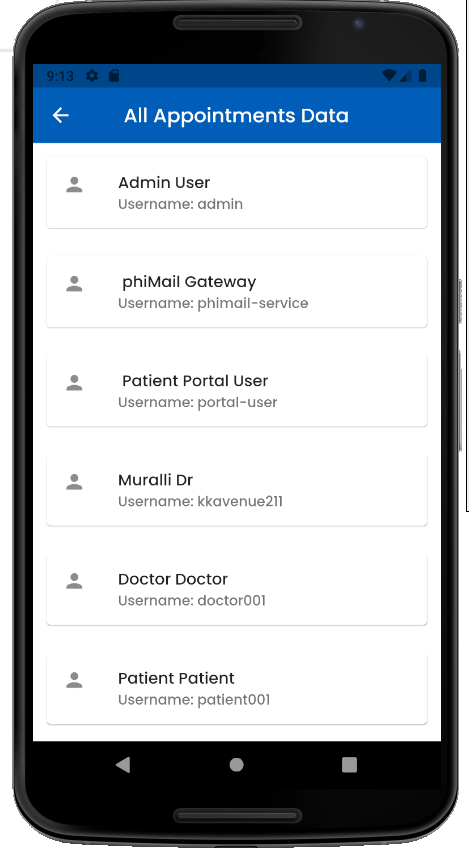 9:13
All Appointments Data
Admin User
Username: admin
phiMail Gateway
Username: phimail-service
Patient Portal User
Username: portal-user
Muralli Dr
Username: kkavenue211
Doctor Doctor
Username: doctor001
Patient Patient
Username: patient001